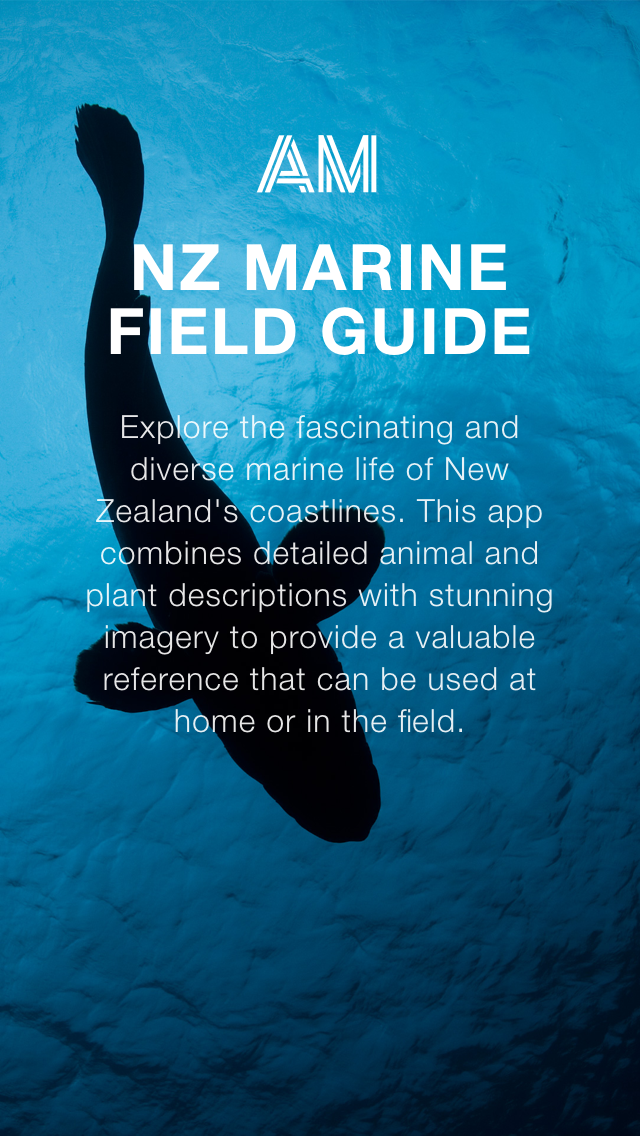 AM
NZ MARINE
FIELD GUIDE
Explore the fascinating and
diverse marine life of New
Zealand's coastlines. This app
combines detailed animal and
plant descriptions with stunning
imagery to provide a valuable
reference that can be used at
home or in the field.